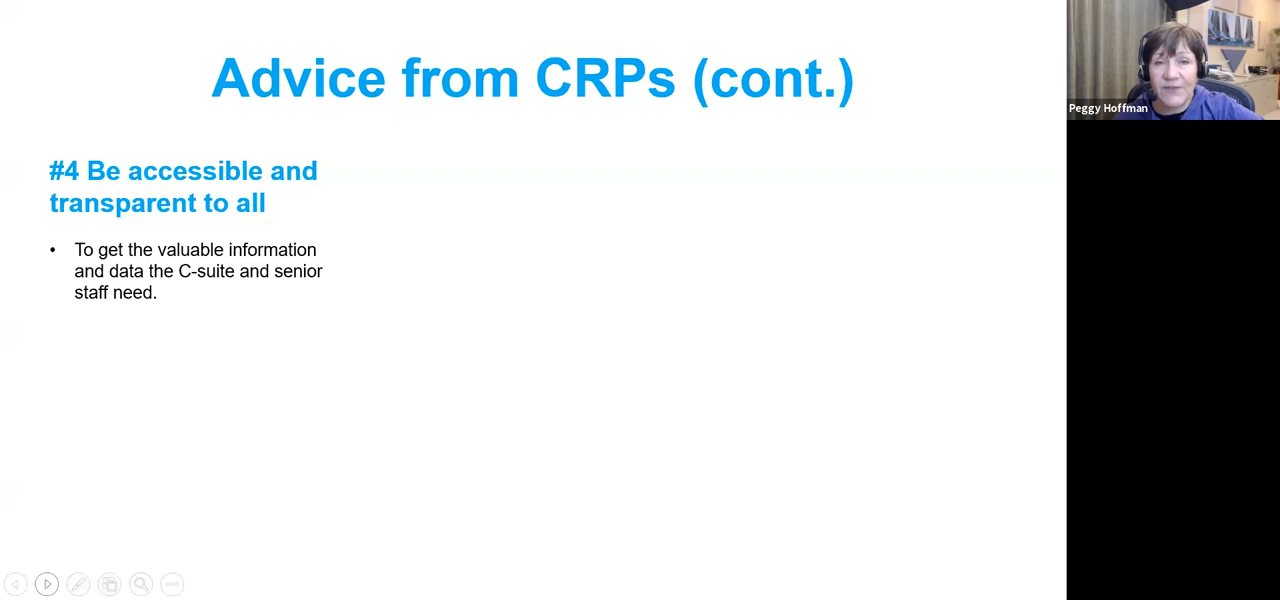 Advice from CRPs (cont.)
#4 Be accessible and
transparent to all
• To get the valuable information
and data the C-suite and senior
staff need.
Peggy Hoffman